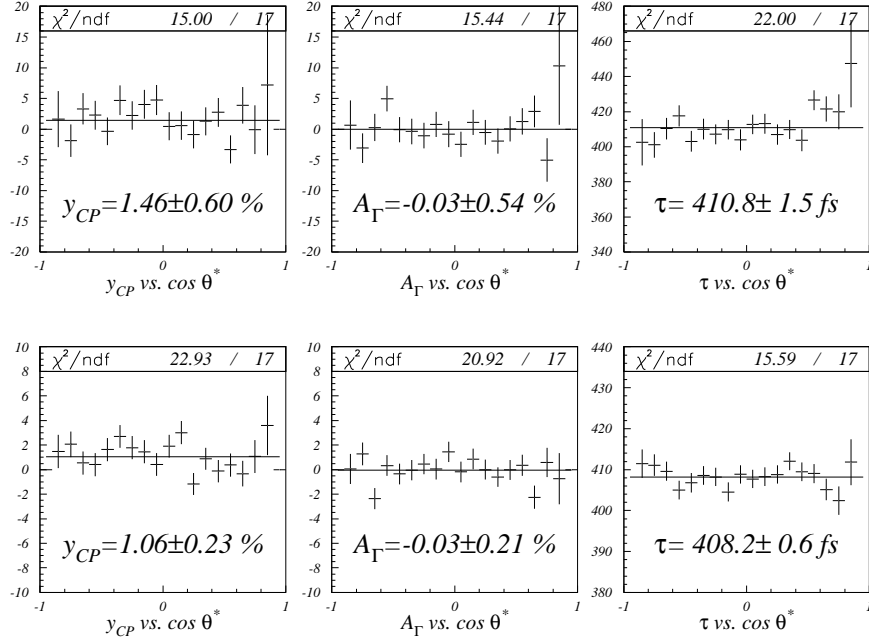 χ²/ndf 15.00 / 17
20
15
10
5
0
-5
-10
-15
-20
y_CP=1.46±0.60 %
-1 0 1
y_CP vs. cos θ*
χ²/ndf 15.44 / 17
20
15
10
5
0
-5
-10
-15
-20
A_Γ=-0.03±0.54 %
-1 0 1
A_Γ vs. cos θ*
χ²/ndf 22.00 / 17
480
460
440
420
400
380
360
340
τ= 410.8± 1.5 fs
-1 0 1
τ vs. cos θ*
χ²/ndf 22.93 / 17
10
8
6
4
2
0
-2
-4
-6
-8
-10
y_CP=1.06±0.23 %
-1 0 1
y_CP vs. cos θ*
χ²/ndf 20.92 / 17
10
8
6
4
2
0
-2
-4
-6
-8
-10
A_Γ=-0.03±0.21 %
-1 0 1
A_Γ vs. cos θ*
χ²/ndf 15.59 / 17
440
430
420
410
400
390
380
τ= 408.2± 0.6 fs
-1 0 1
τ vs. cos θ*